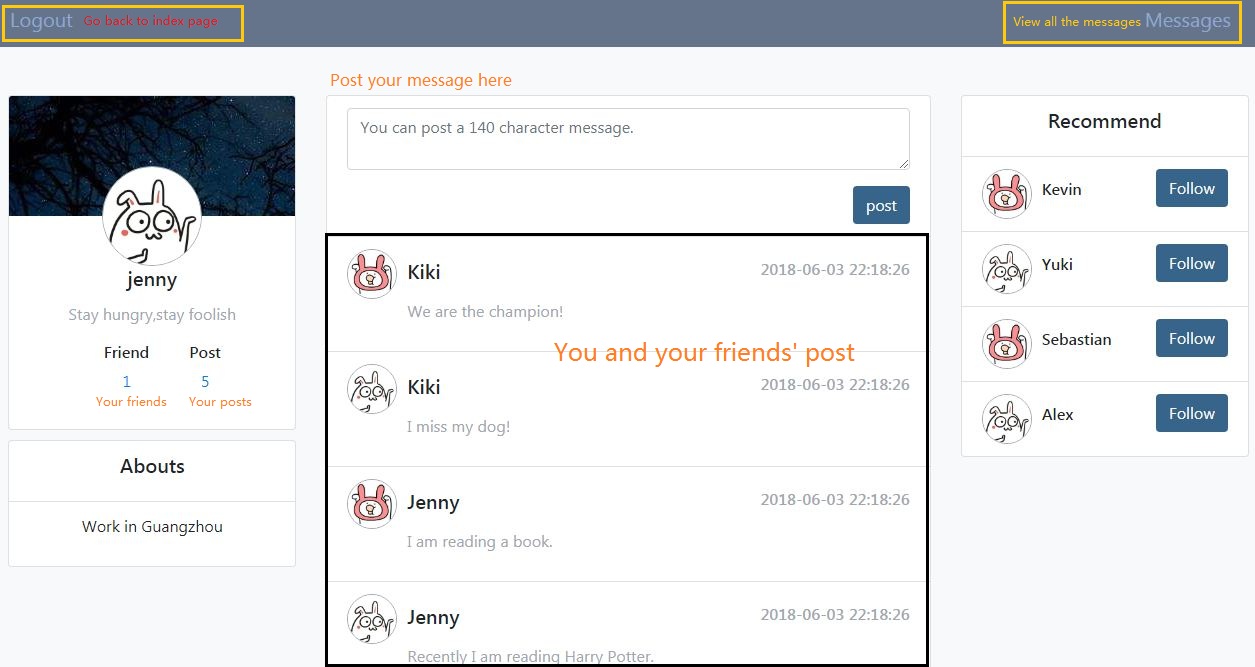 Logout Go back to index page
View all the messages Messages
Post your message here
jenny
Stay hungry,stay foolish
Friend Post
1 5
Your friends Your posts
Abouts
Work in Guangzhou
You can post a 140 character message.
post
Kiki 2018-06-03 22:18:26
We are the champion!
You and your friends' post
Kiki 2018-06-03 22:18:26
I miss my dog!
Jenny 2018-06-03 22:18:26
I am reading a book.
Jenny 2018-06-03 22:18:26
Recently I am reading Harry Potter.
Recommend
Kevin Follow
Yuki Follow
Sebastian Follow
Alex Follow